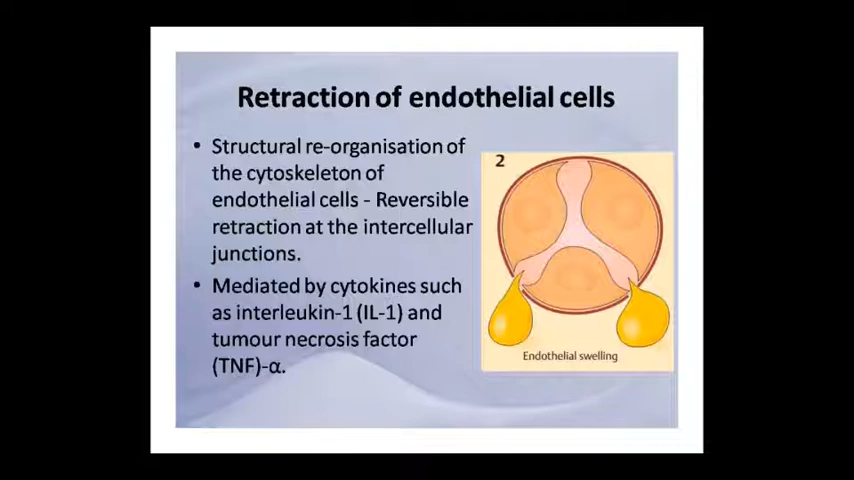 Retraction of endothelial cells
• Structural re-organisation of
the cytoskeleton of
endothelial cells - Reversible
retraction at the intercellular
junctions.
• Mediated by cytokines such
as interleukin-1 (IL-1) and
tumour necrosis factor
(TNF)-α.
2
Endothelial swelling